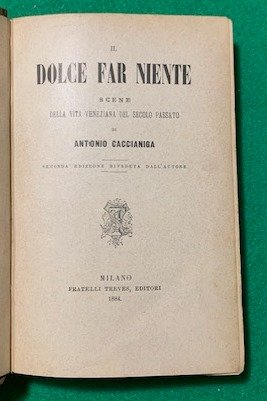 IL
DOLCE FAR NIENTE
SCENE
DELLA VITA VENEZIANA DEL SECOLO PASSATO
DI
ANTONIO CACCIANIGA
SECONDA EDIZIONE RIVEDUTA DALL'AUTORE
MILANO
FRATELLI TREVES, EDITORI
1884.